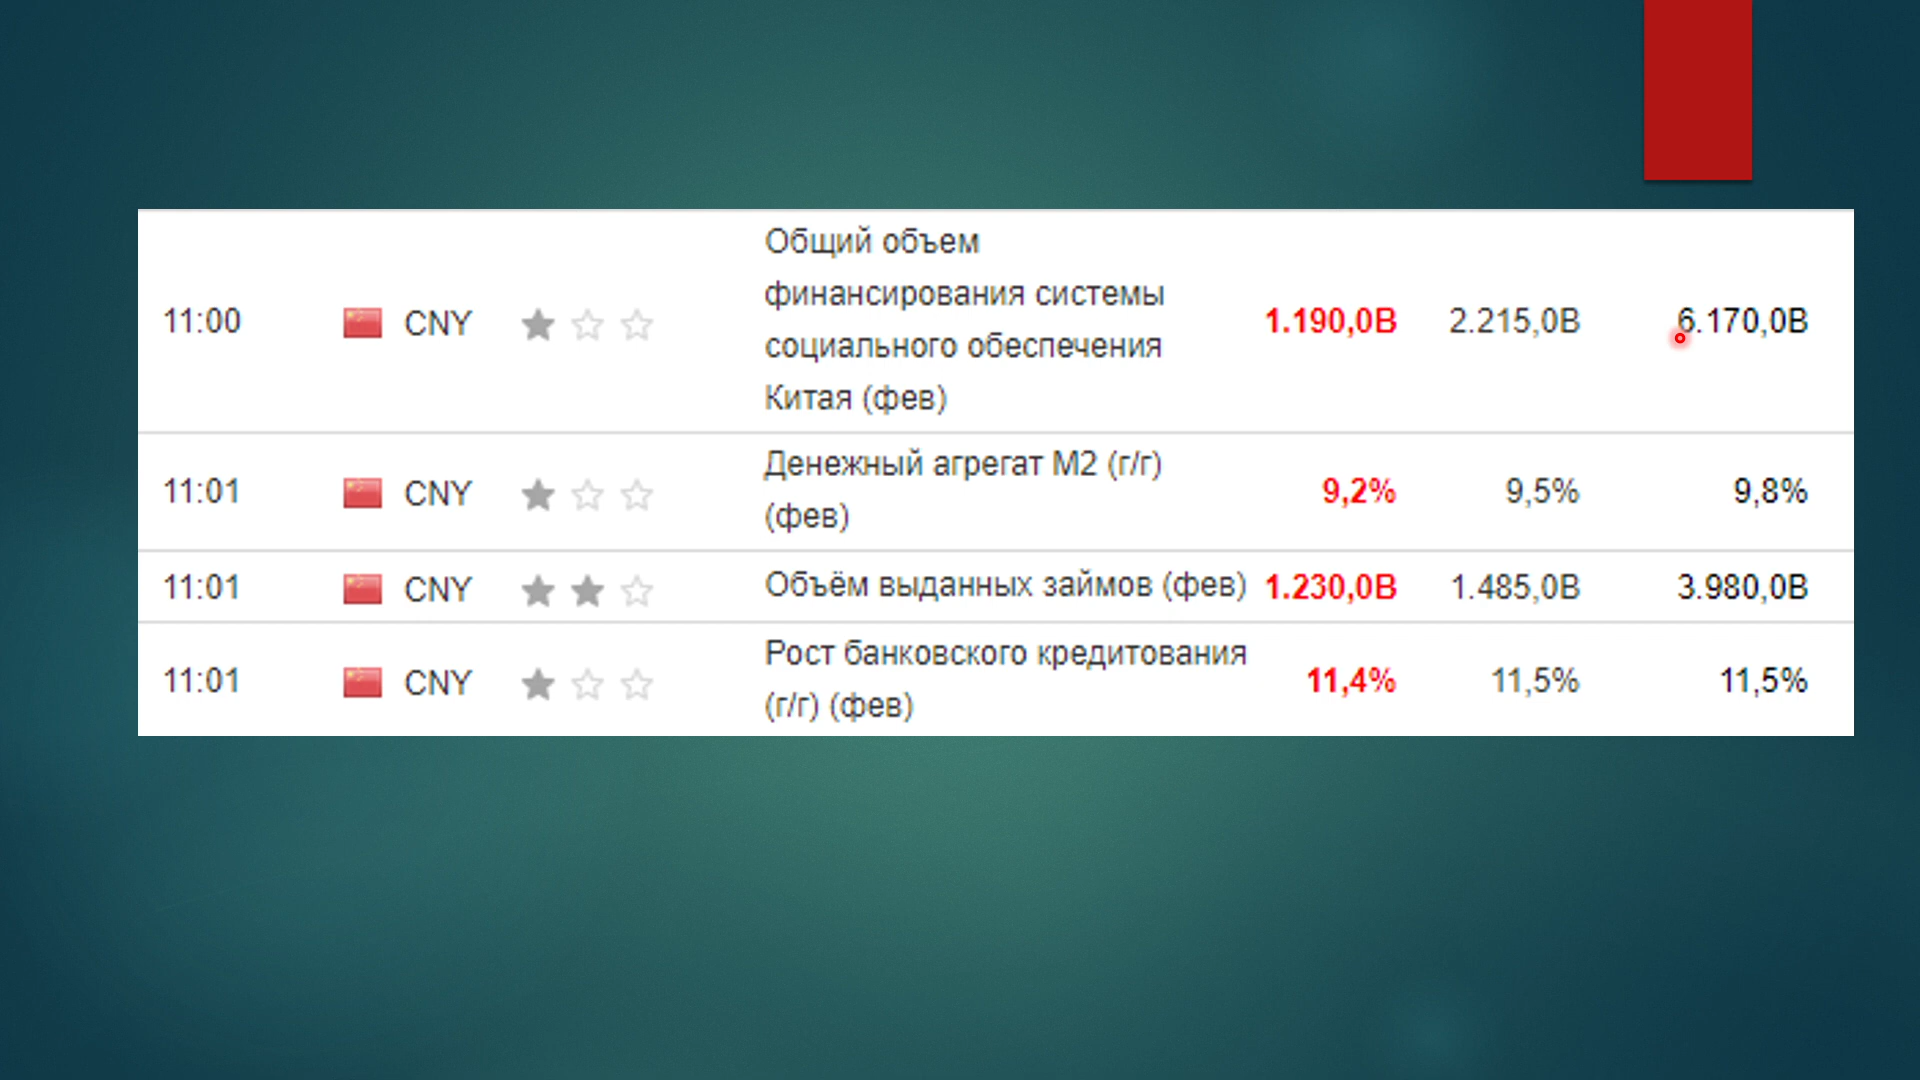 Общий объем
финансирования системы
11:00 CNY 1.190,0B 2.215,0B 6.170,0B
социального обеспечения
Китая (фев)
Денежный агрегат М2 (г/г)
11:01 CNY 9,2% 9,5% 9,8%
(фев)
11:01 CNY Объём выданных займов (фев) 1.230,0B 1.485,0B 3.980,0B
Рост банковского кредитования
11:01 CNY 11,4% 11,5% 11,5%
(г/г) (фев)